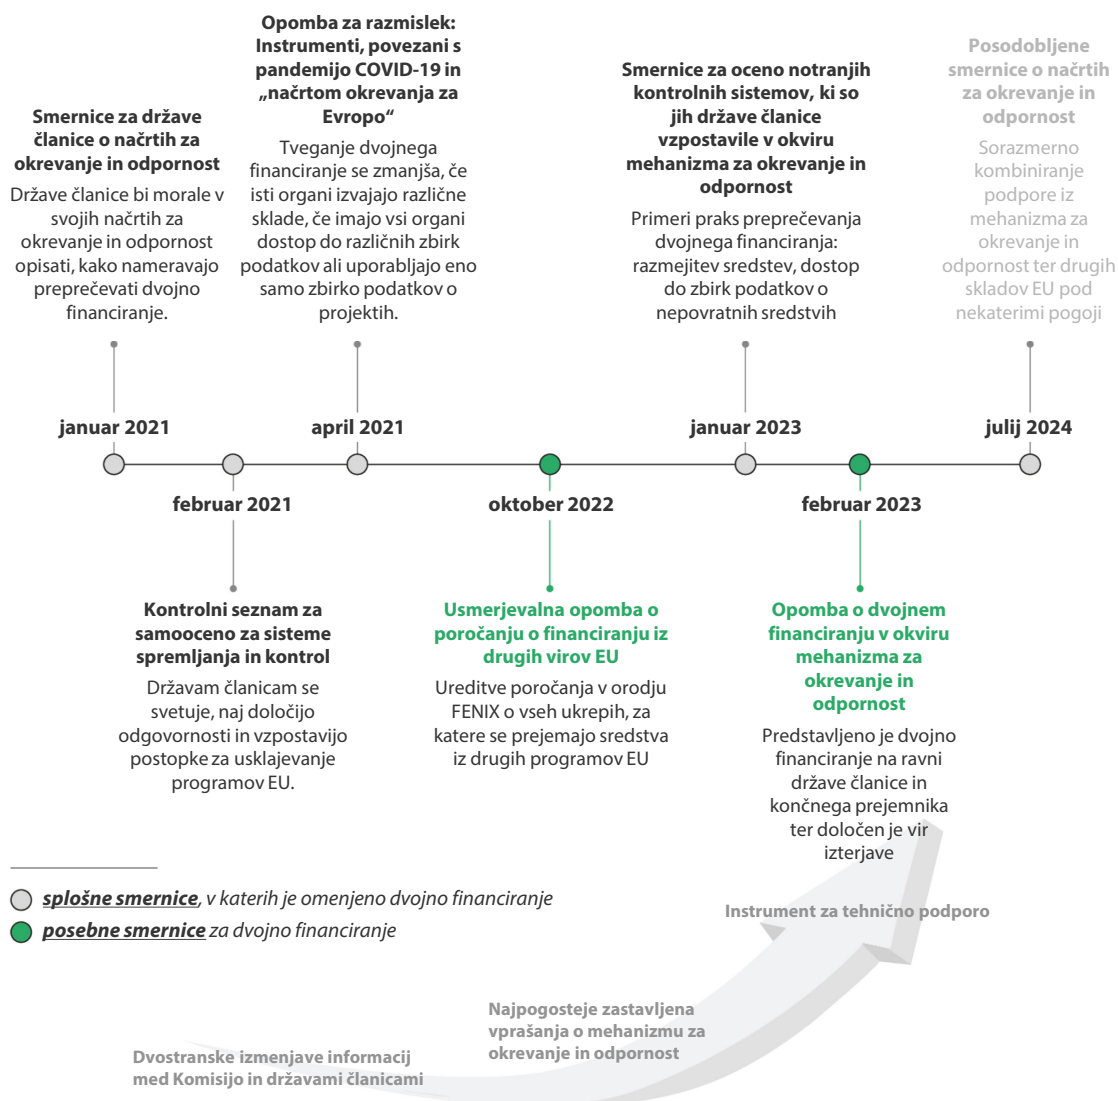 Smernice za države
članice o načrtih za
okrevanje in odpornost
Države članice bi morale v
svojih načrtih za
okrevanje in odpornost
opisati, kako nameravajo
preprečevati dvojno
financiranje.
Opomba za razmislek:
Instrumenti, povezani s
pandemijo COVID-19 in
„načrtom okrevanja za
Evropo“
Tveganje dvojnega
financiranje se zmanjša, če
isti organi izvajajo različne
sklade, če imajo vsi organi
dostop do različnih zbirk
podatkov ali uporabljajo eno
samo zbirko podatkov o
projektih.
Smernice za oceno notranjih
kontrolnih sistemov, ki so
jih države članice
vzpostavile v okviru
mehanizma za okrevanje in
odpornost
Primeri praks preprečevanja
dvojnega financiranja:
razmejitev sredstev, dostop
do zbirk podatkov o
nepovratnih sredstvih
Posodobljene
smernice o načrtih
za okrevanje in
odpornost
Sorazmerno
kombiniranje
podpore iz
mehanizma za
okrevanje in
odpornost ter drugih
skladov EU pod
nekaterimi pogoji
januar 2021
april 2021
januar 2023
julij 2024
februar 2021
oktober 2022
februar 2023
Kontrolni seznam za
samooceno za sisteme
spremljanja in kontrol
Državam članicam se
svetuje, naj določijo
odgovornosti in vzpostavijo
postopke za usklajevanje
programov EU.
Usmerjevalna opomba o
poročanju o financiranju iz
drugih virov EU
Ureditve poročanja v orodju
FENIX o vseh ukrepih, za
katere se prejemajo sredstva
iz drugih programov EU
Opomba o dvojnem
financiranju v okviru
mehanizma za
okrevanje in
odpornost
Predstavljeno je dvojno
financiranje na ravni
države članice in
končnega prejemnika
ter določen je vir
izterjave
splošne smernice, v katerih je omenjeno dvojno financiranje
posebne smernice za dvojno financiranje
Instrument za tehnično podporo
Najpogosteje zastavljena
vprašanja o mehanizmu za
okrevanje in odpornost
Dvostranske izmenjave informacij
med Komisijo in državami članicami